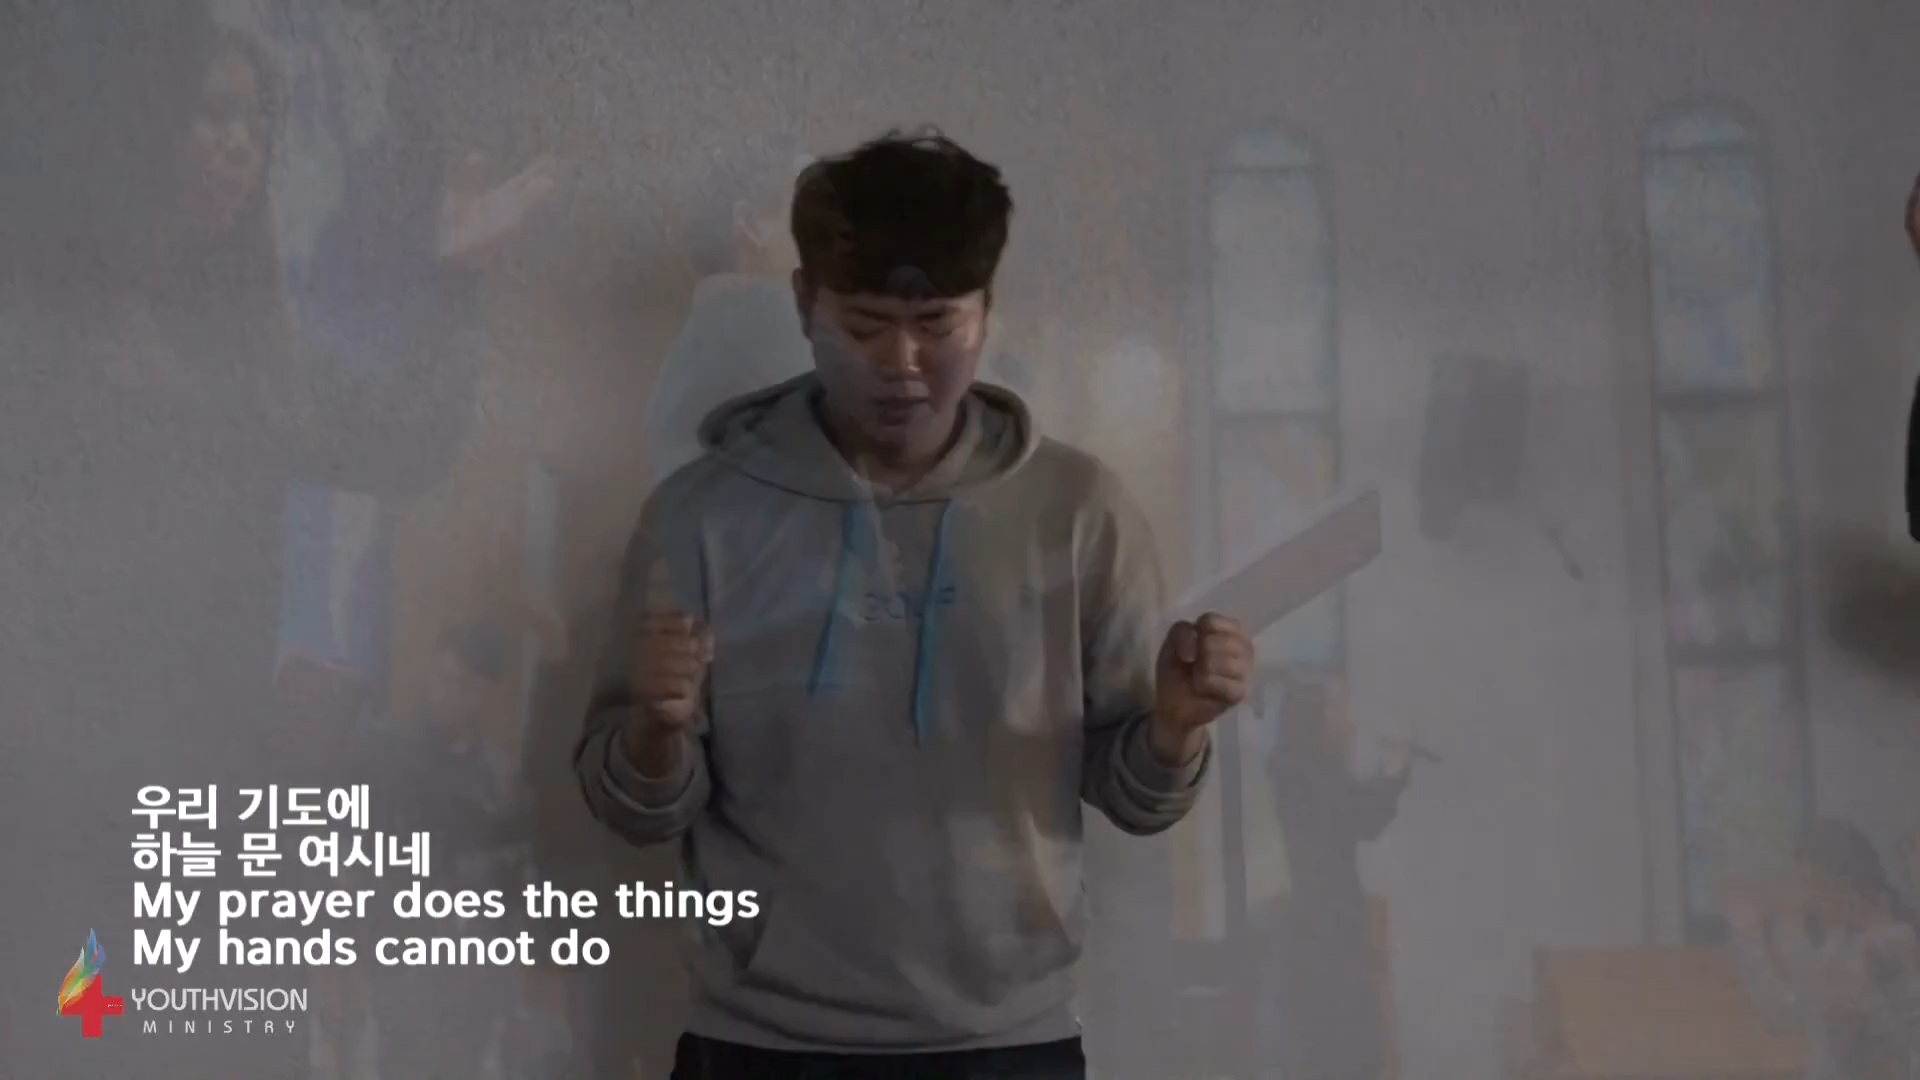 우리 기도에
하늘 문 여시네
My prayer does the things
My hands cannot do
YOUTHVISION
MINISTRY